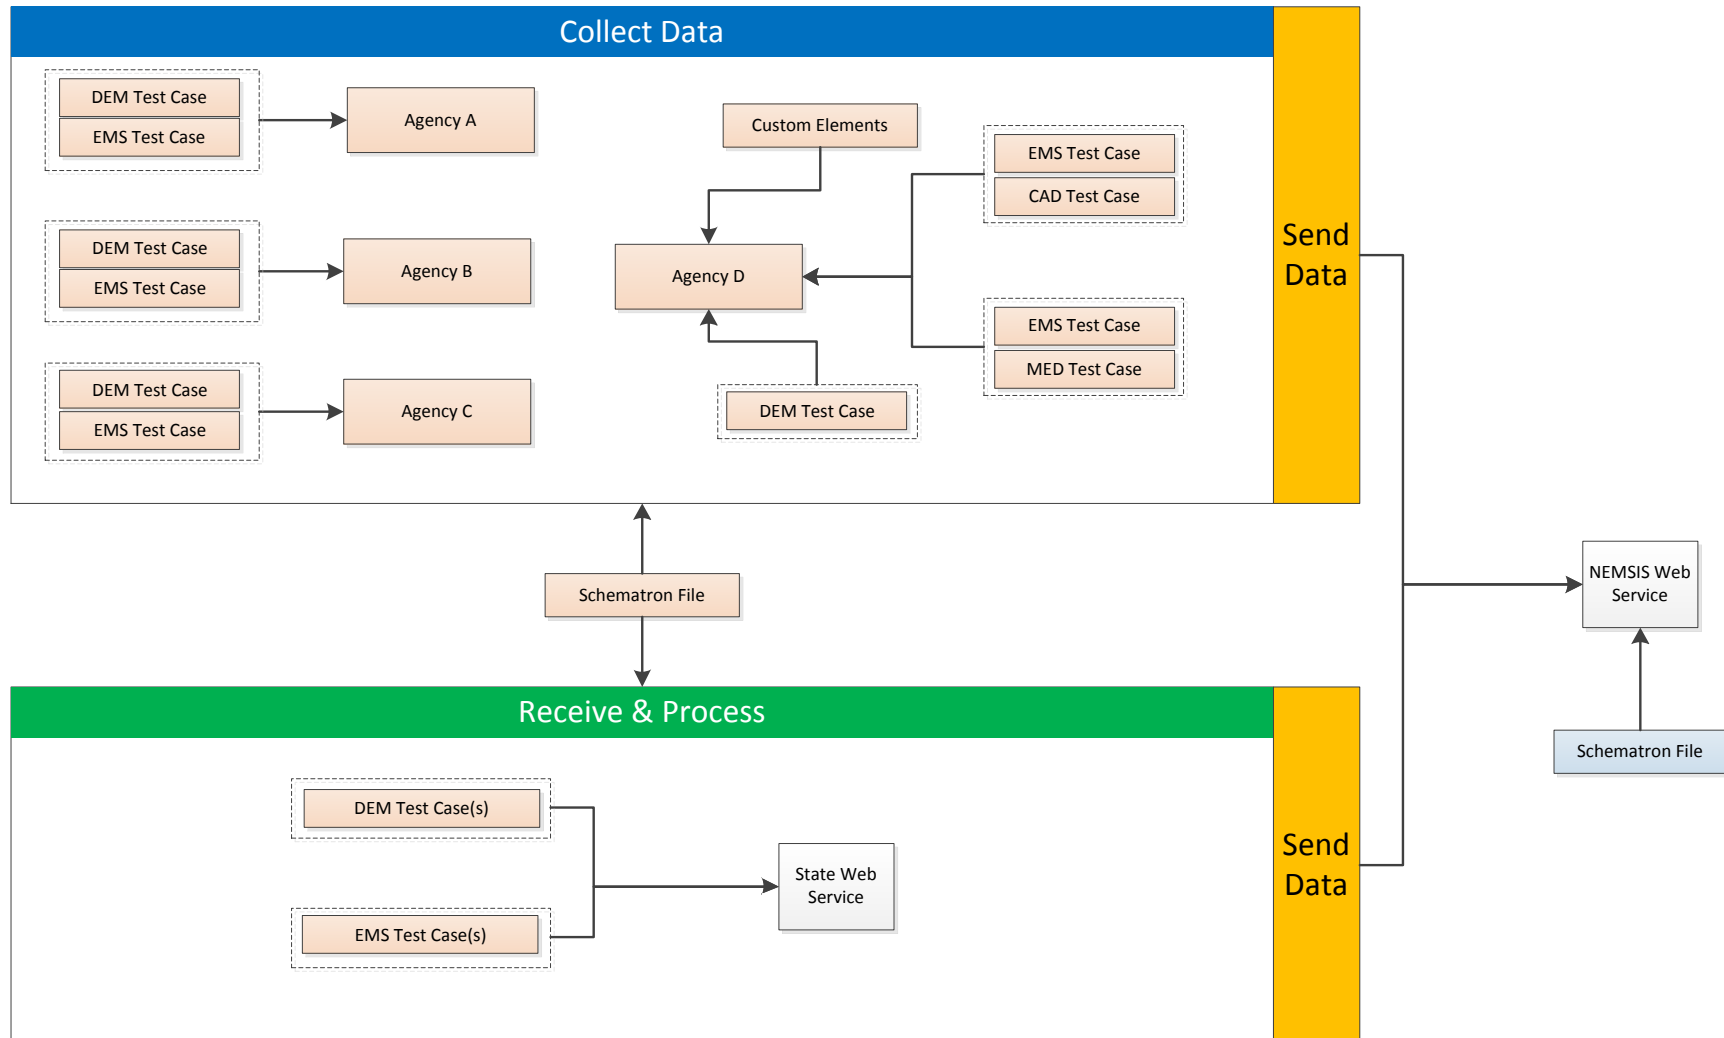 Collect Data
Send
Data
DEM Test Case
EMS Test Case
Agency A
DEM Test Case
EMS Test Case
Agency B
DEM Test Case
EMS Test Case
Agency C
Custom Elements
Agency D
DEM Test Case
EMS Test Case
CAD Test Case
EMS Test Case
MED Test Case
Schematron File
NEMSIS Web
Service
Schematron File
Receive & Process
Send
Data
DEM Test Case(s)
EMS Test Case(s)
State Web
Service